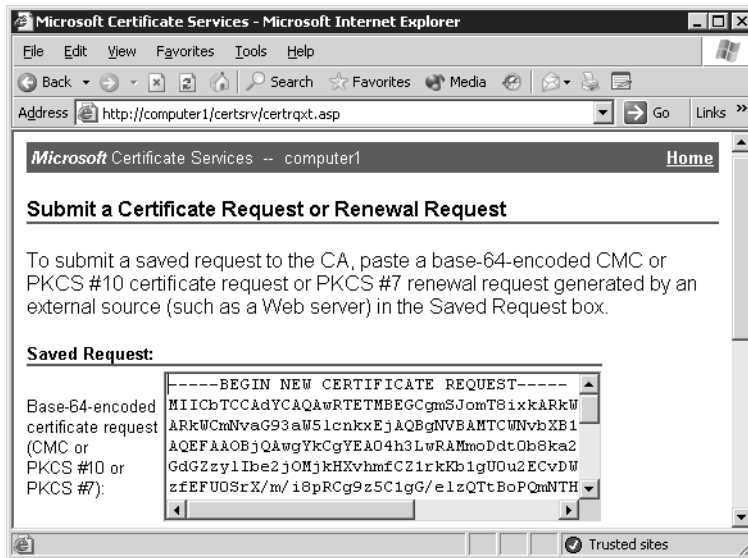 Microsoft Certificate Services - Microsoft Internet Explorer
File Edit View Favorites Tools Help
Back Search Favorites Media
Address http://computer1/certsrv/certrqxt.asp Go Links »
Microsoft Certificate Services -- computer1 Home
Submit a Certificate Request or Renewal Request
To submit a saved request to the CA, paste a base-64-encoded CMC or
PKCS #10 certificate request or PKCS #7 renewal request generated by an
external source (such as a Web server) in the Saved Request box.
Saved Request:
Base-64-encoded
certificate request
(CMC or
PKCS #10 or
PKCS #7):
-----BEGIN NEW CERTIFICATE REQUEST-----
MIICbTCCAdYCAQAwRTETMBEGCgmSJomT8ixkARkW
ARkWCmNvaG93aW5lcnkxEjAQBgNVBAMTCWNvbXB1
AQEFAAOBjQAwgYkCgYEAO4h3LwRAMmoDdtOb8ka2
GdGZzylIbe2jOMjkHXvhmfCZ1rkKb1gUOu2ECvDW
zfEFUOSrX/m/i8pRCg9z5C1gG/elzQTtBoPQmNTH
Trusted sites